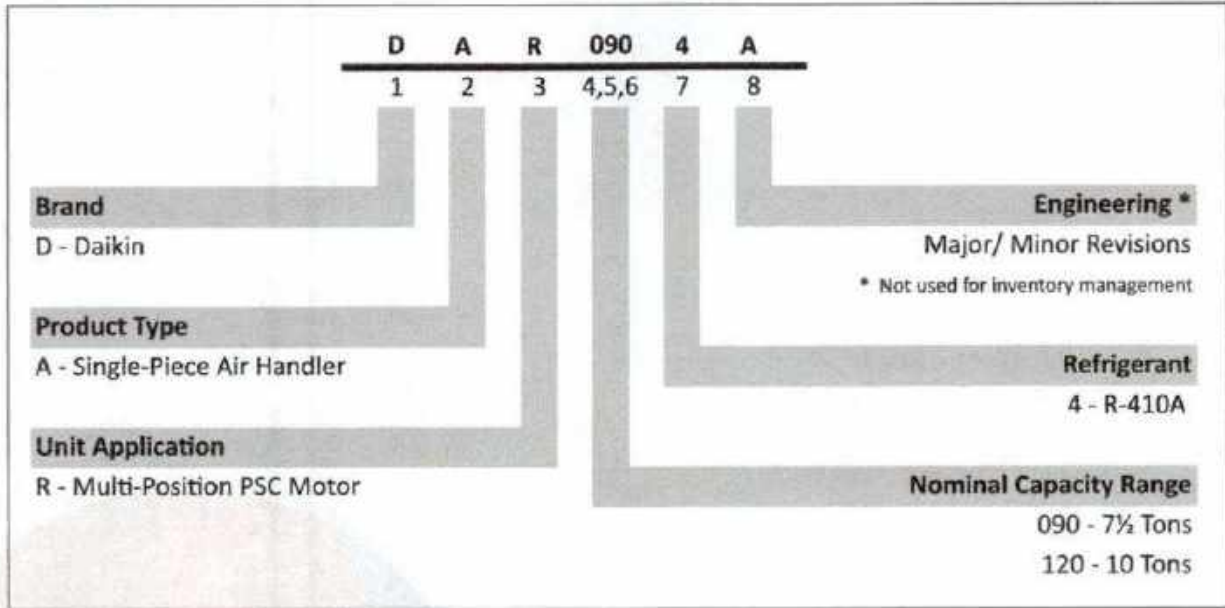 D A R 090 4 A
1 2 3 4,5,6 7 8
Brand
D - Daikin
Product Type
A - Single-Piece Air Handler
Unit Application
R - Multi-Position PSC Motor
Engineering *
Major/ Minor Revisions
* Not used for inventory management
Refrigerant
4 - R-410A
Nominal Capacity Range
090 - 7½ Tons
120 - 10 Tons